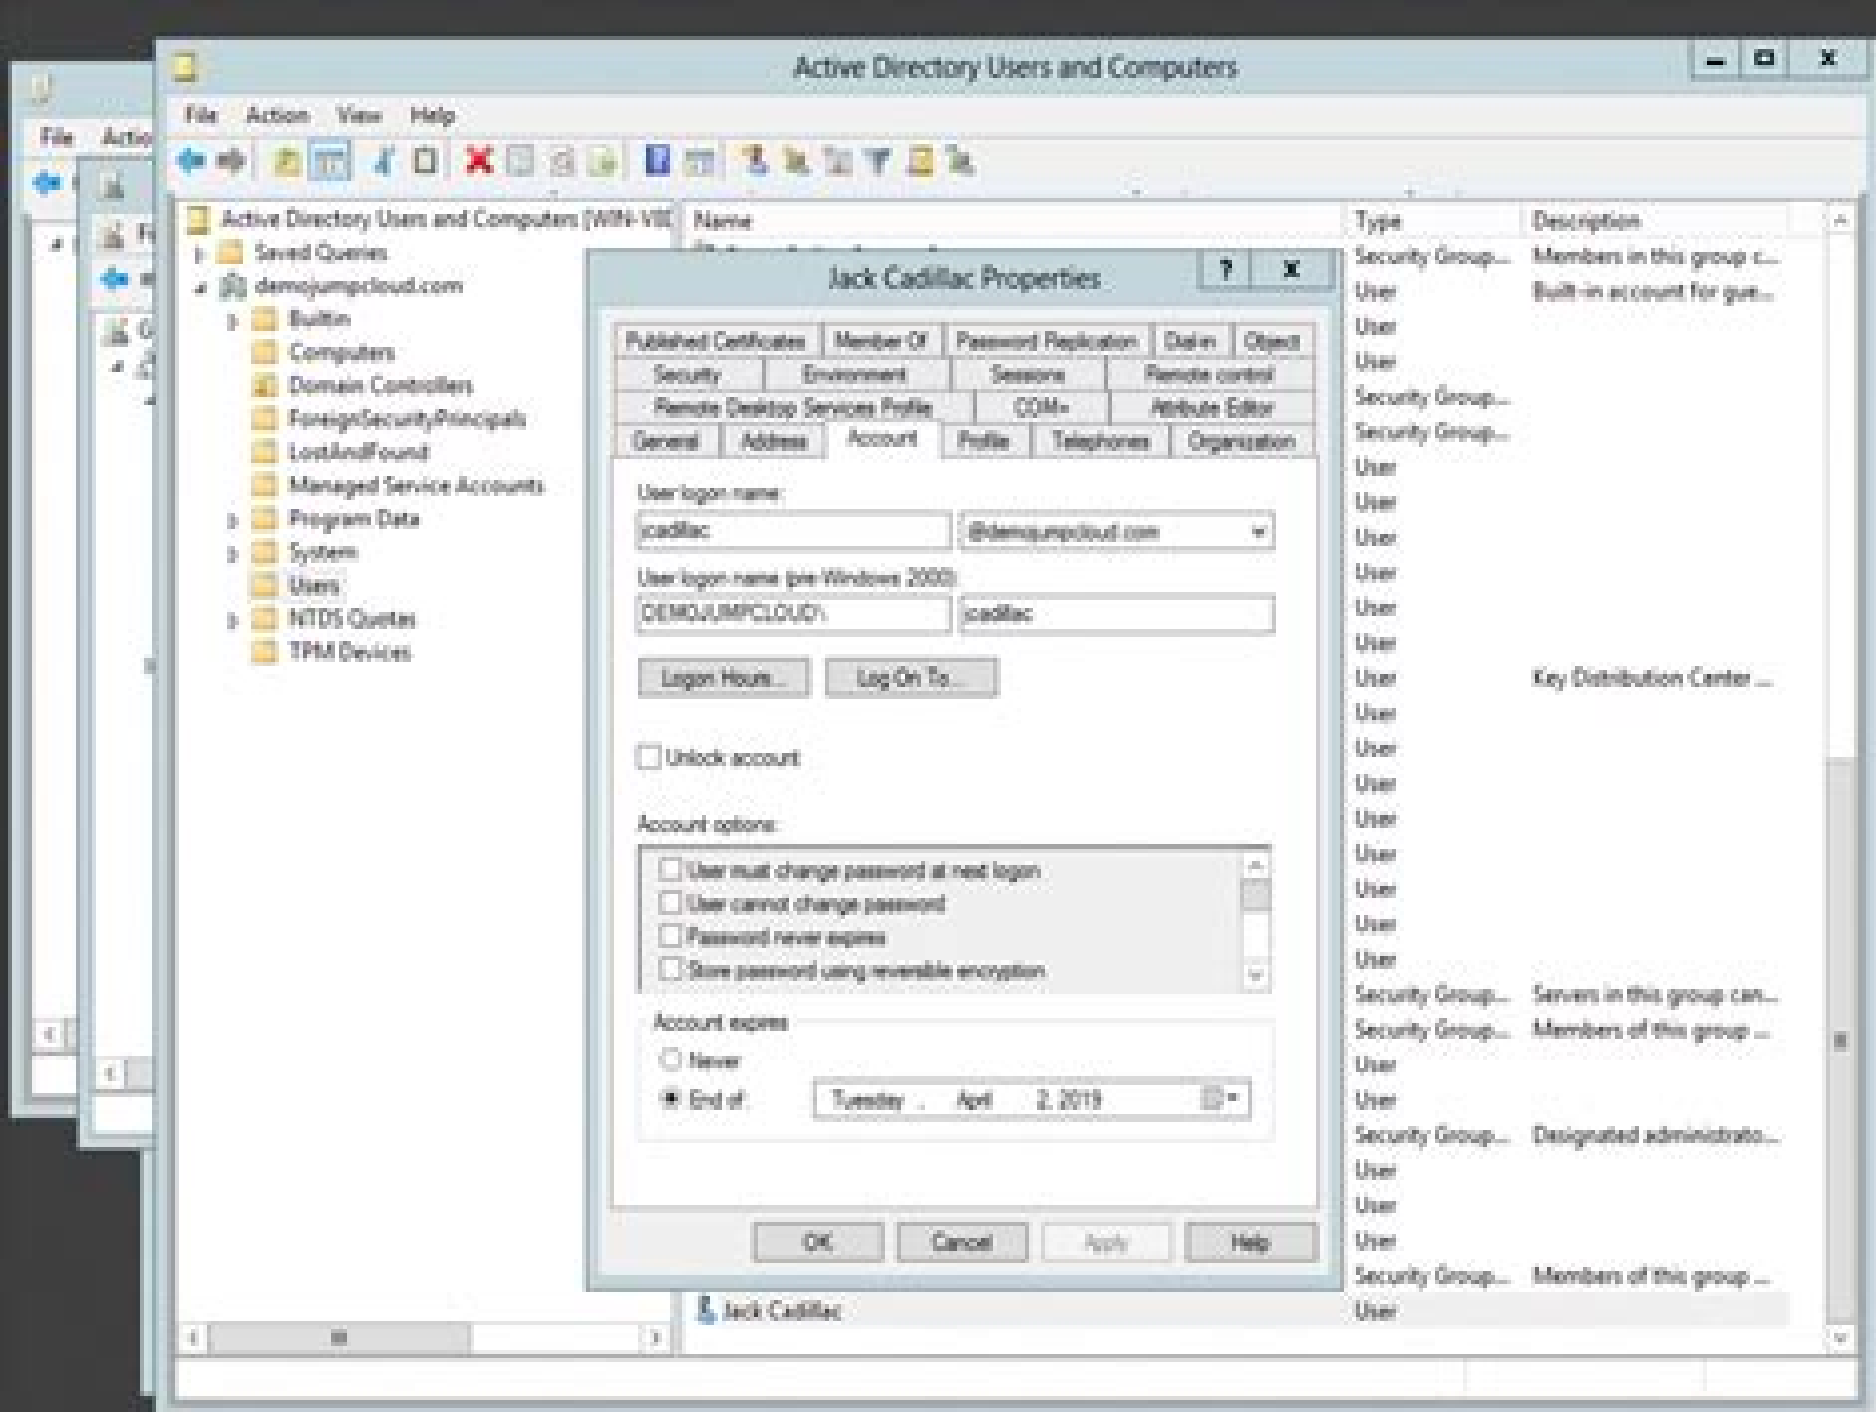 Active Directory Users and Computers
File Action View Help
File Actio
Active Directory Users and Computers [WIN-VII
Saved Queries
demojumpcloud.com
Builtin
Computers
Domain Controllers
ForeignSecurityPrincipals
LostAndFound
Managed Service Accounts
Program Data
System
Users
NTDS Quotas
TPM Devices
Name Type Description
Security Group... Members in this group c...
User Built-in account for gue...
User
User
Security Group...
Security Group...
User
User
User
User
User
User
User Key Distribution Center ...
User
User
User
User
User
User
User
User
Security Group... Servers in this group can...
Security Group... Members of this group ...
User
User
Security Group... Designated administrato...
User
User
User
Security Group... Members of this group ...
Jack Cadillac User
Jack Cadillac Properties
? X
Published Certificates Member Of Password Replication Dial-in Object
Security Environment Sessions Remote control
Remote Desktop Services Profile COM+ Attribute Editor
General Address Account Profile Telephones Organization
User logon name:
jcadillac @demojumpcloud.com
User logon name (pre-Windows 2000):
DEMOJUMPCLOUD\ jcadillac
Logon Hours... Log On To...
Unlock account
Account options:
User must change password at next logon
User cannot change password
Password never expires
Store password using reversible encryption
Account expires
Never
End of: Tuesday , April 2, 2019
OK Cancel Apply Help